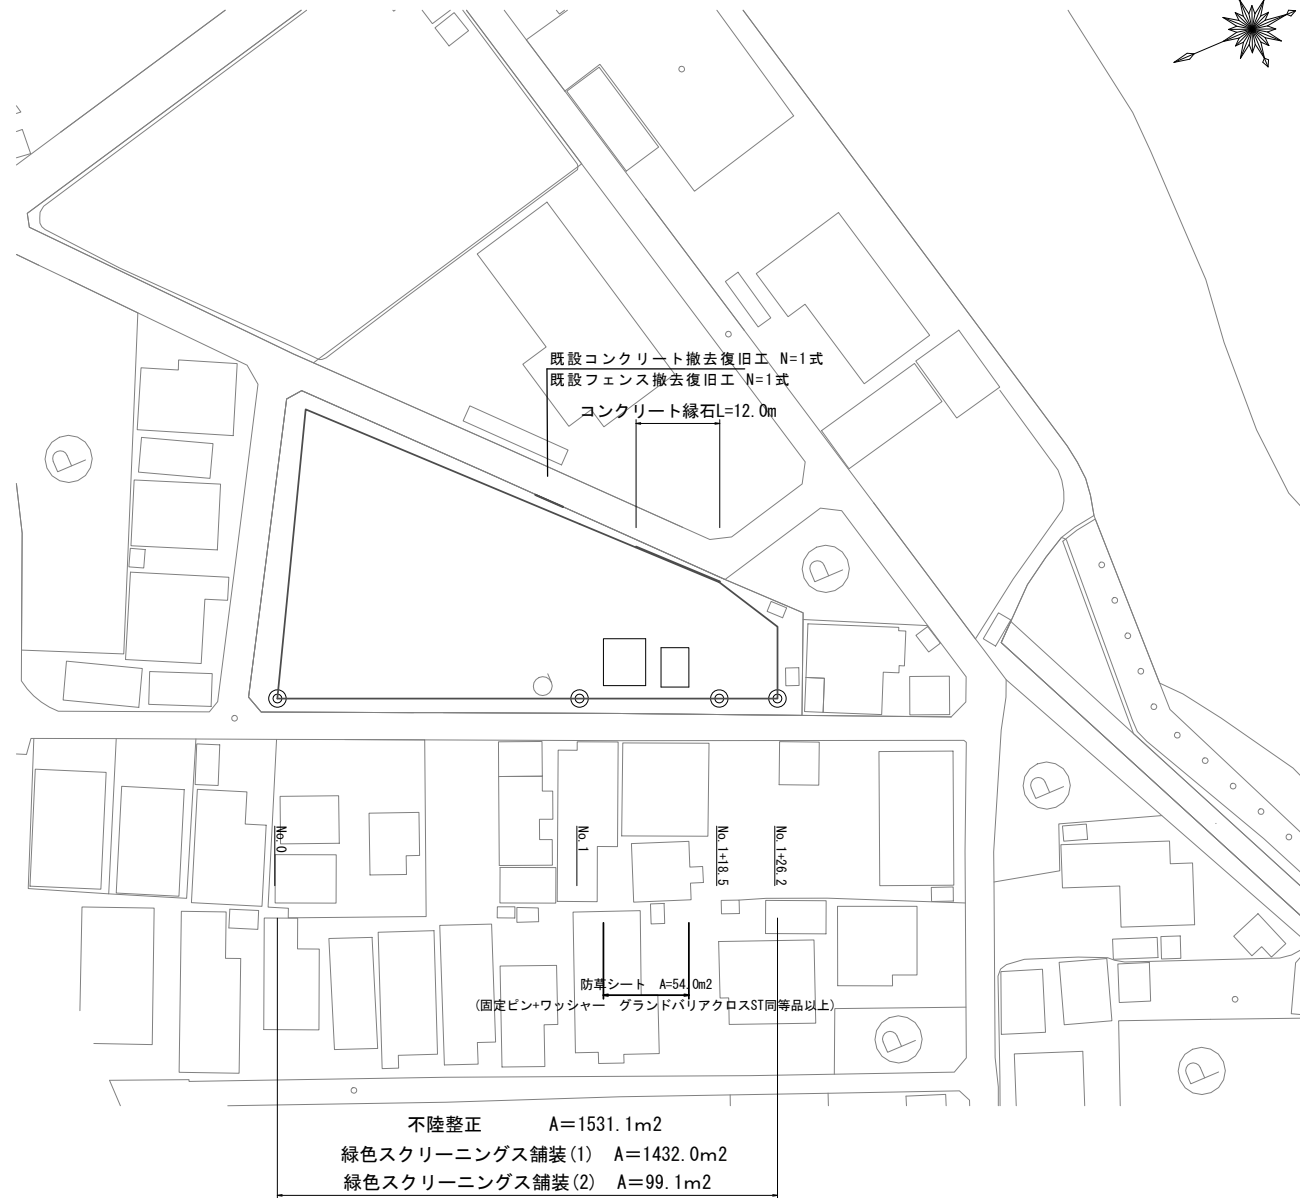 既設コンクリート撤去復旧工 N=1式
既設フェンス撤去復旧工 N=1式
コンクリート縁石L=12.0m
P
P
No.0
No.1
No.1+18.5
No.1+26.2
P
防草シート A=54.0m2
(固定ピン+ワッシャー グランドバリアクロスST同等品以上)
P
P
不陸整正 A=1531.1m2
緑色スクリーニングス舗装(1) A=1432.0m2
緑色スクリーニングス舗装(2) A=99.1m2